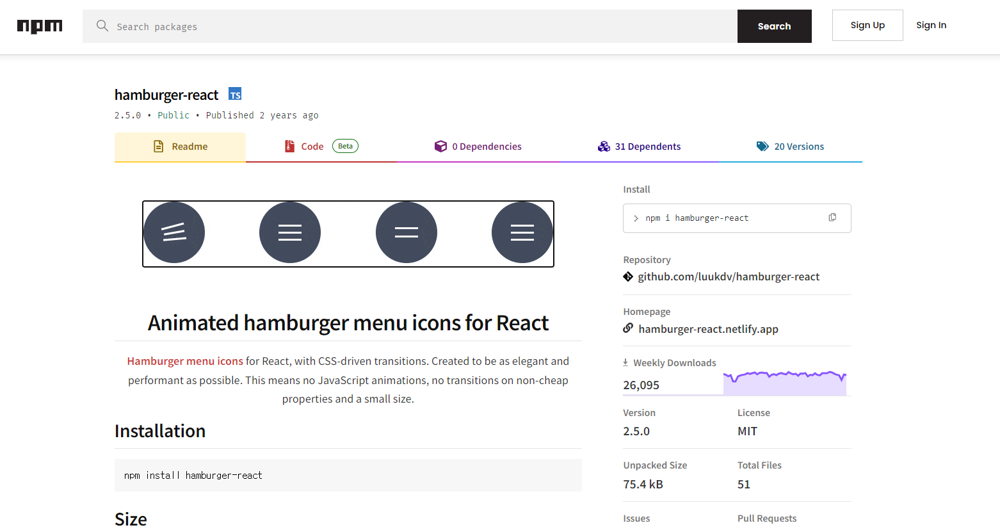 npm
Search packages
Search
Sign Up
Sign In
hamburger-react TS
2.5.0 • Public • Published 2 years ago
Readme
Code Beta
0 Dependencies
31 Dependents
20 Versions
Animated hamburger menu icons for React
Hamburger menu icons for React, with CSS-driven transitions. Created to be as elegant and
performant as possible. This means no JavaScript animations, no transitions on non-cheap
properties and a small size.
Installation
npm install hamburger-react
Size
Install
> npm i hamburger-react
Repository
github.com/luukdv/hamburger-react
Homepage
hamburger-react.netlify.app
Weekly Downloads
26,095
Version
License
2.5.0
MIT
Unpacked Size
Total Files
75.4 kB
51
Issues
Pull Requests